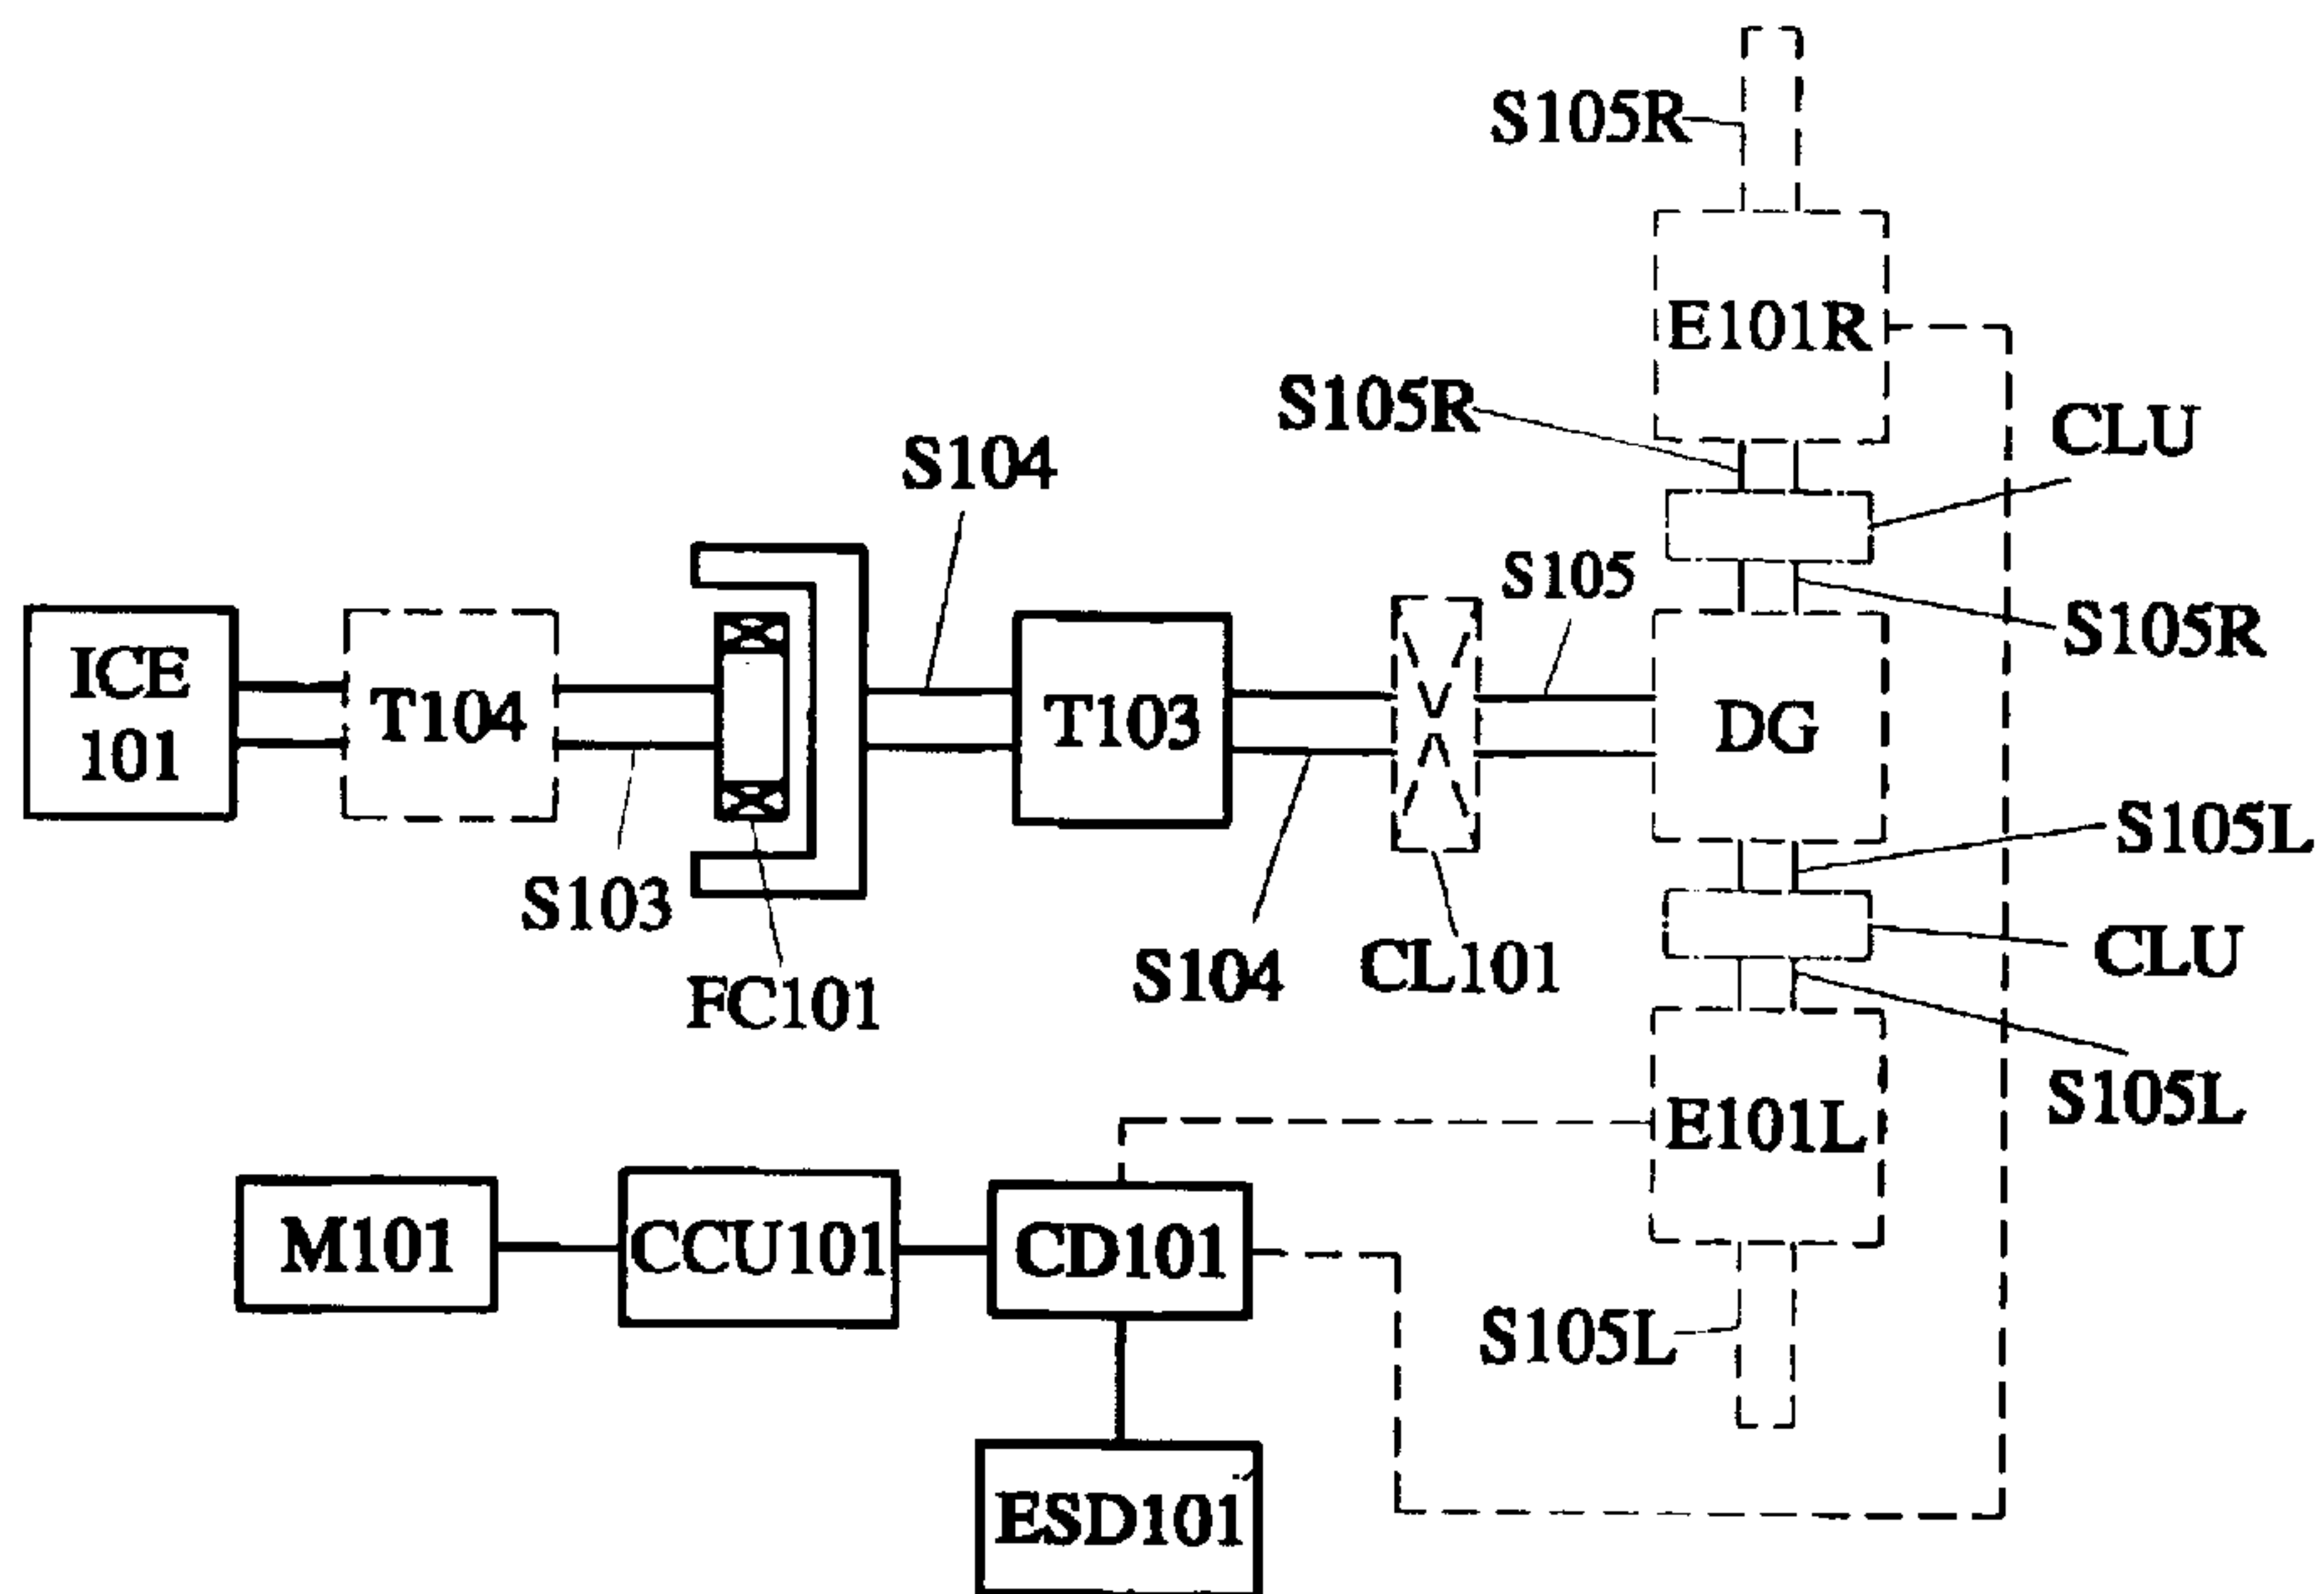 S105R
E101R
S105R
CLU
S104
S105
S105R
ICE
101
T104
T103
DG
S105L
S103
FC101
S104
CL101
CLU
S105L
E101L
M101
CCU101
CD101
S105L
ESD101